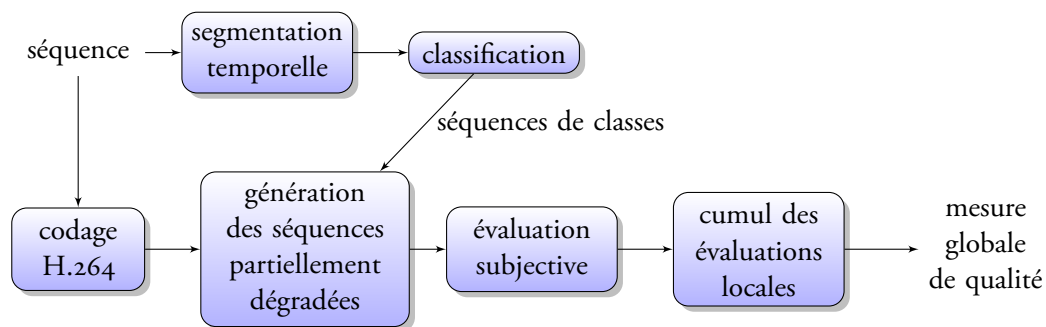 séquence
segmentation
temporelle
classification
séquences de classes
codage
H.264
génération
des séquences
partiellement
dégradées
évaluation
subjective
cumul des
évaluations
locales
mesure
globale
de qualité